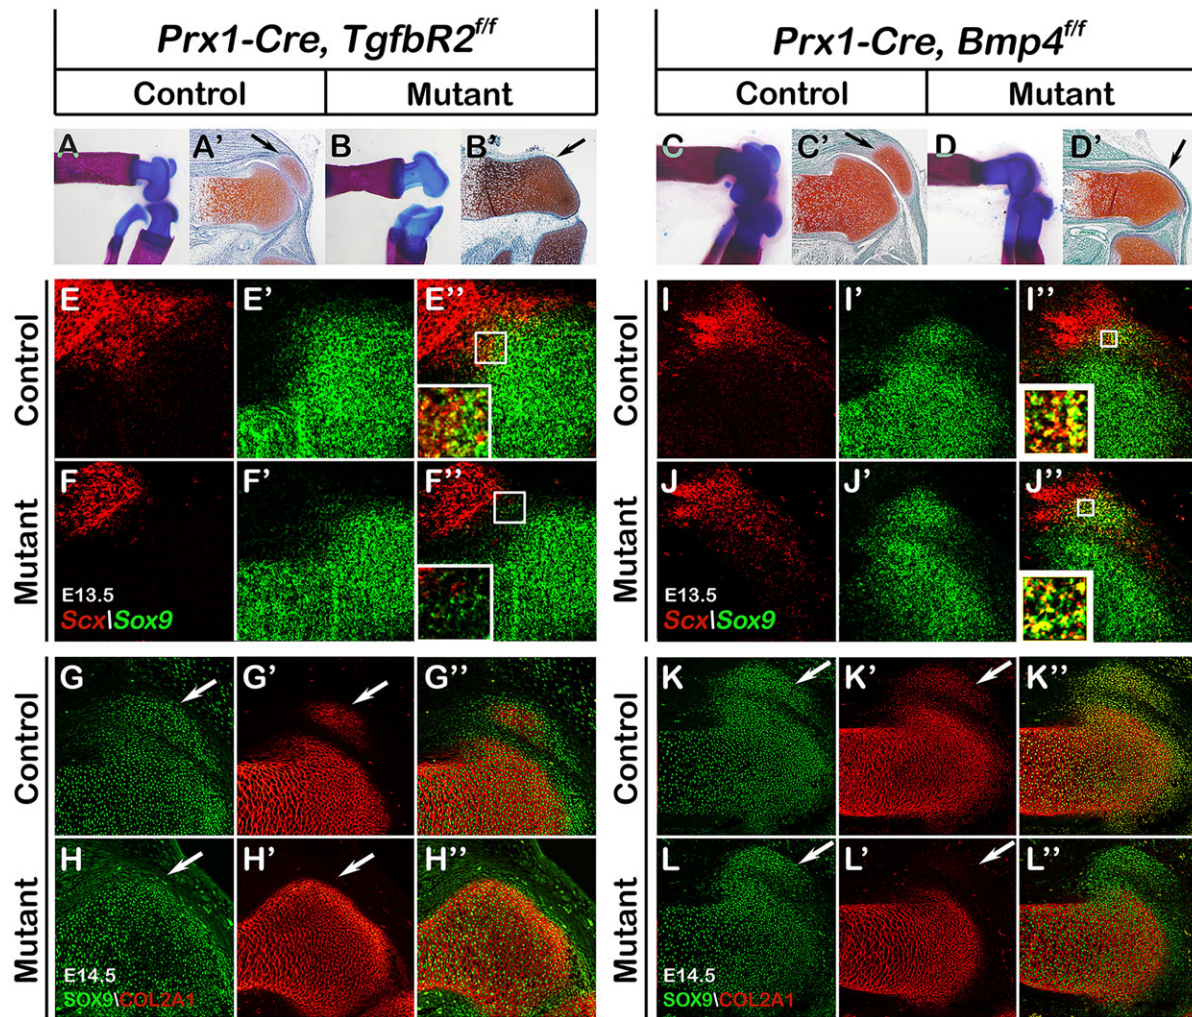 Prx1-Cre, TgfbR2f/f
Control Mutant
Prx1-Cre, Bmp4f/f
Control Mutant
A A' B B'
C C' D D'
Control
E E' E''
Mutant
F F' F''
E13.5
Scx\Sox9
Control
I I' I''
Mutant
J J' J''
E13.5
Scx\Sox9
Control
G G' G''
Mutant
H H' H''
E14.5
SOX9\COL2A1
Control
K K' K''
Mutant
L L' L''
E14.5
SOX9\COL2A1